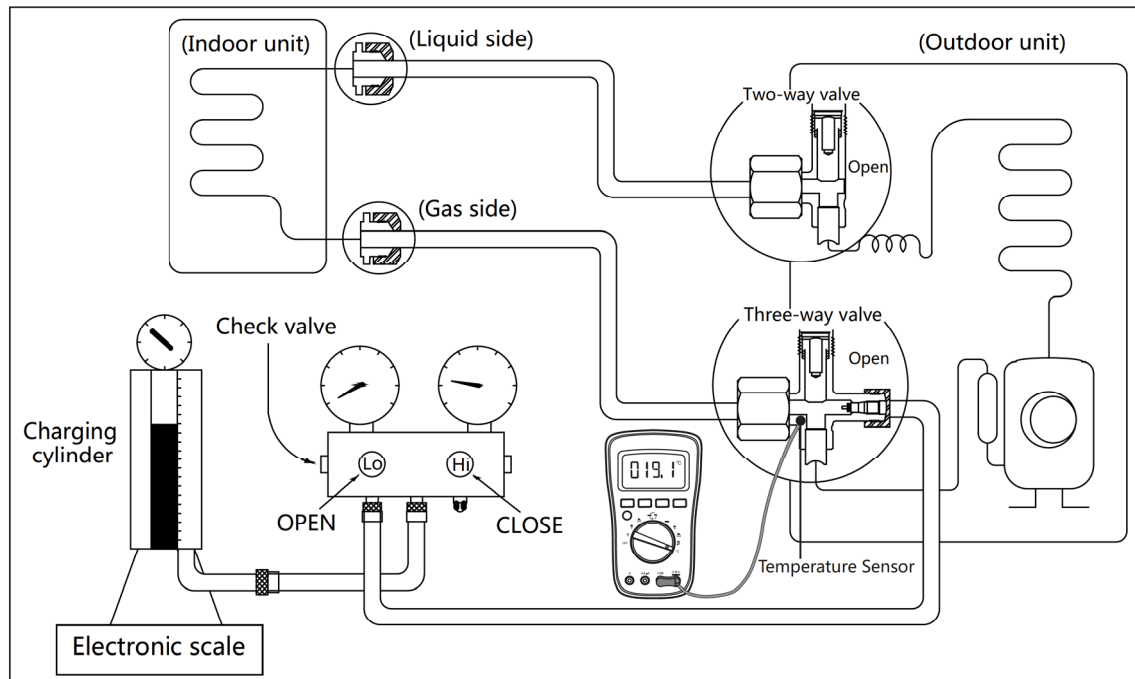 (Indoor unit)
(Liquid side)
(Outdoor unit)
Two-way valve
Open
(Gas side)
Three-way valve
Open
Check valve
Charging
cylinder
Lo
Hi
OPEN
CLOSE
019.1
°C
Temperature Sensor
Electronic scale